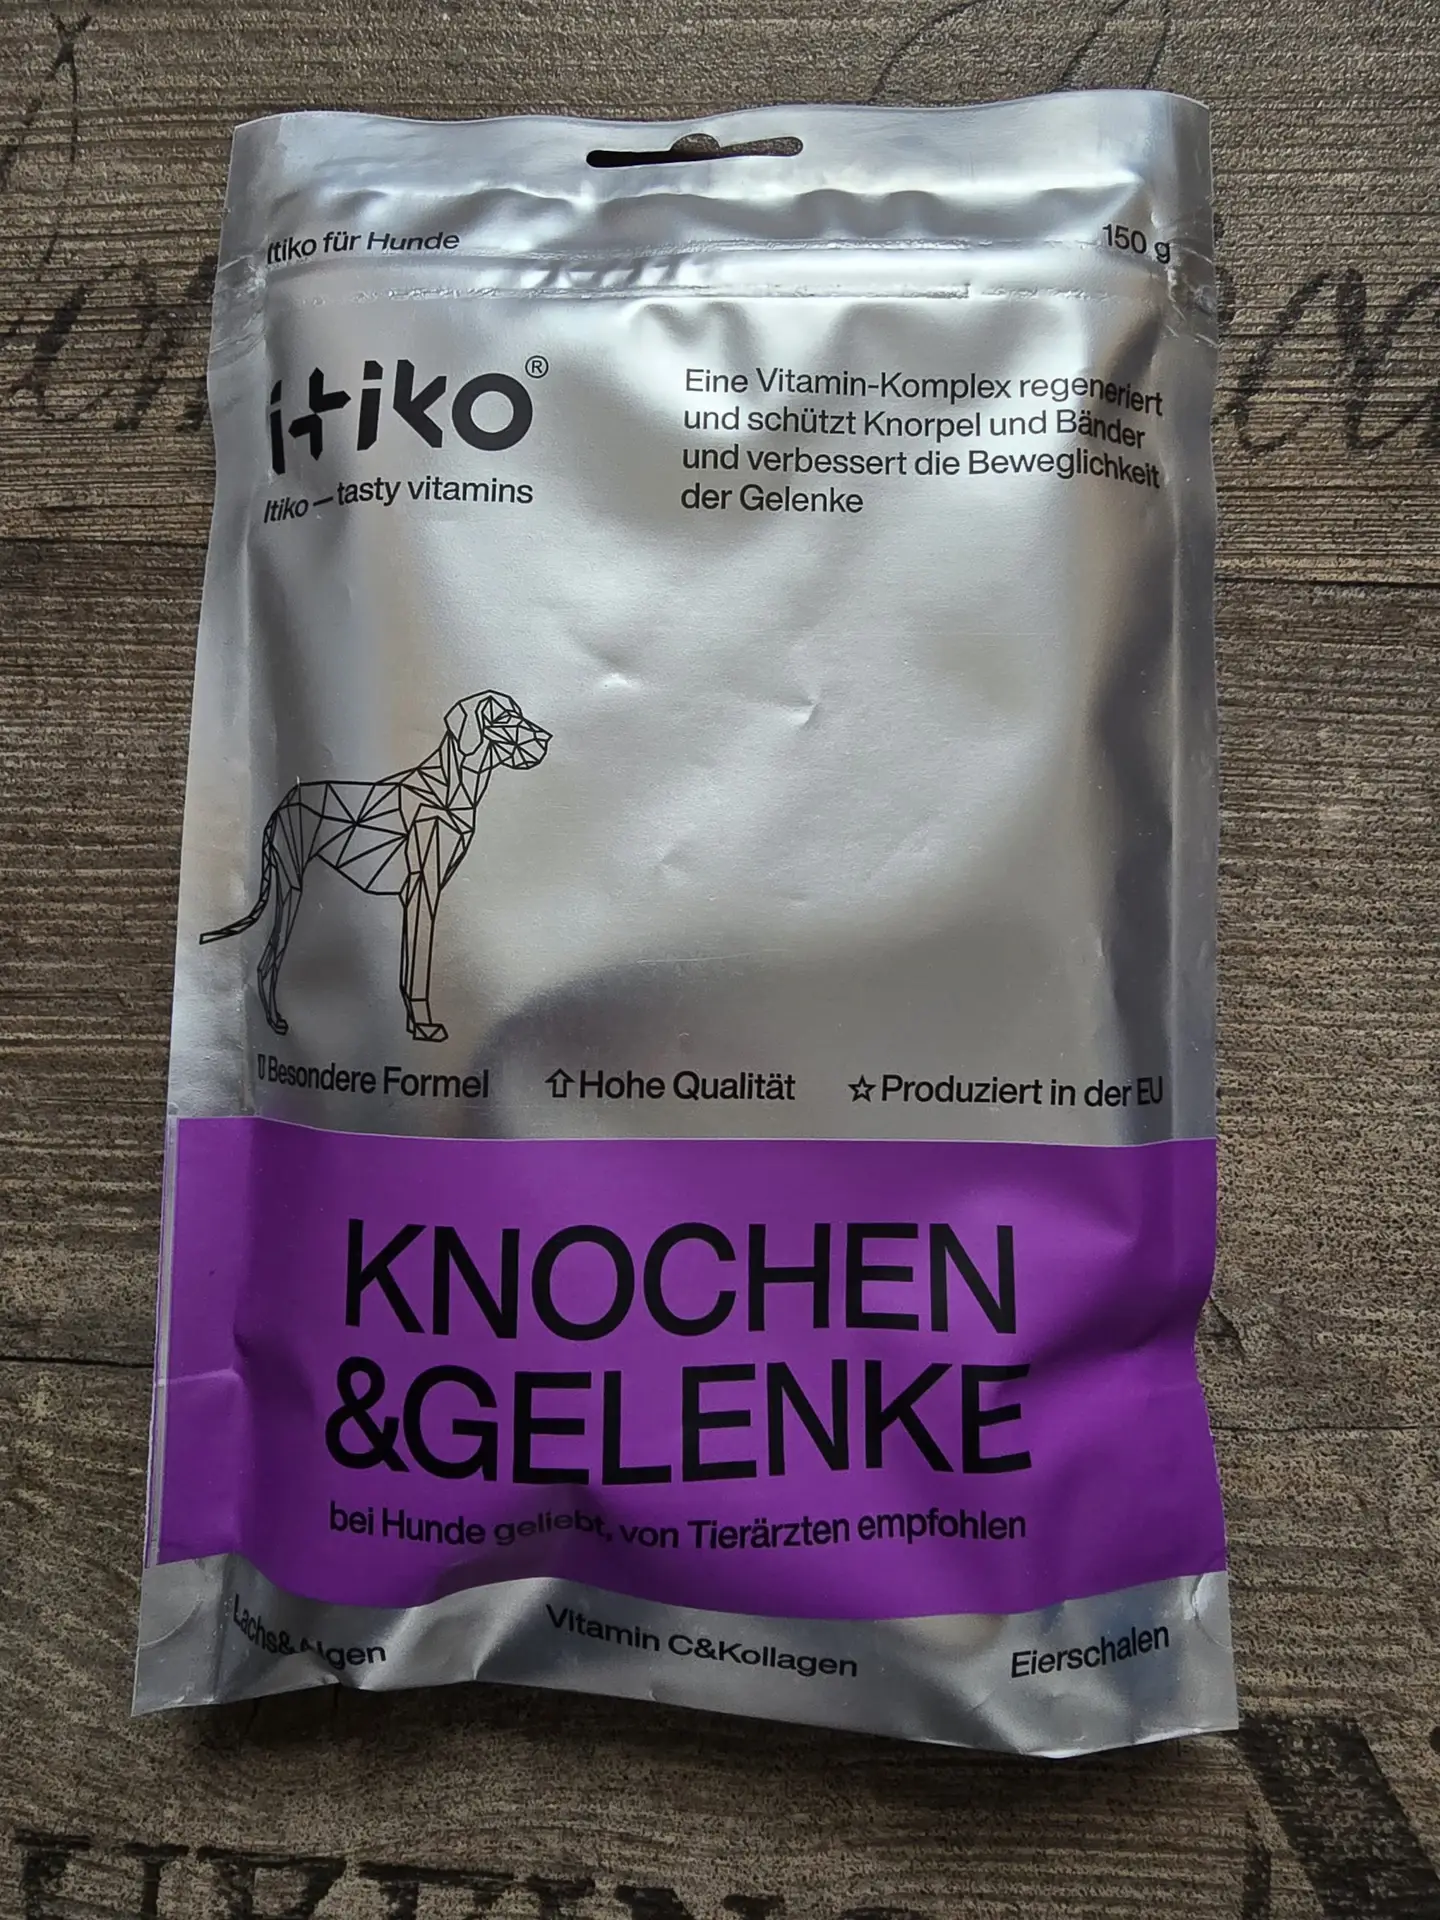 Itiko für Hunde
150 g
itiko®
Itiko — tasty vitamins
Eine Vitamin-Komplex regeneriert
und schützt Knorpel und Bänder
und verbessert die Beweglichkeit
der Gelenke
Besondere Formel
Hohe Qualität
Produziert in der EU
KNOCHEN
&GELENKE
bei Hunde geliebt, von Tierärzten empfohlen
Lachs&Algen
Vitamin C&Kollagen
Eierschalen